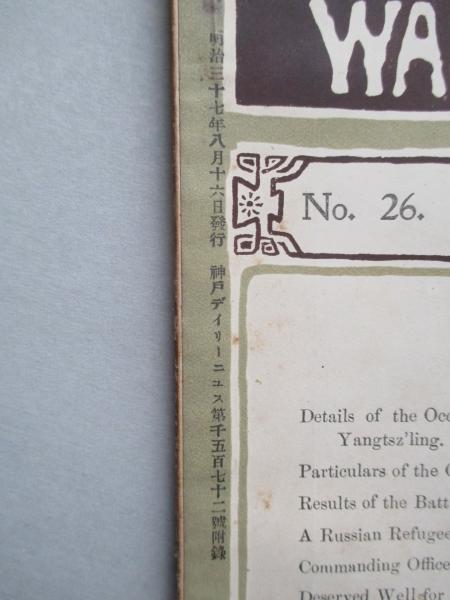 明治三十七年八月十六日發行 神戸デイリーニュス第千五百七十二號附錄
WA
No. 26.
Details of the Occ
Yangtsz'ling.
Particulars of the C
Results of the Batt
A Russian Refugee
Commanding Office
Deserved Well for